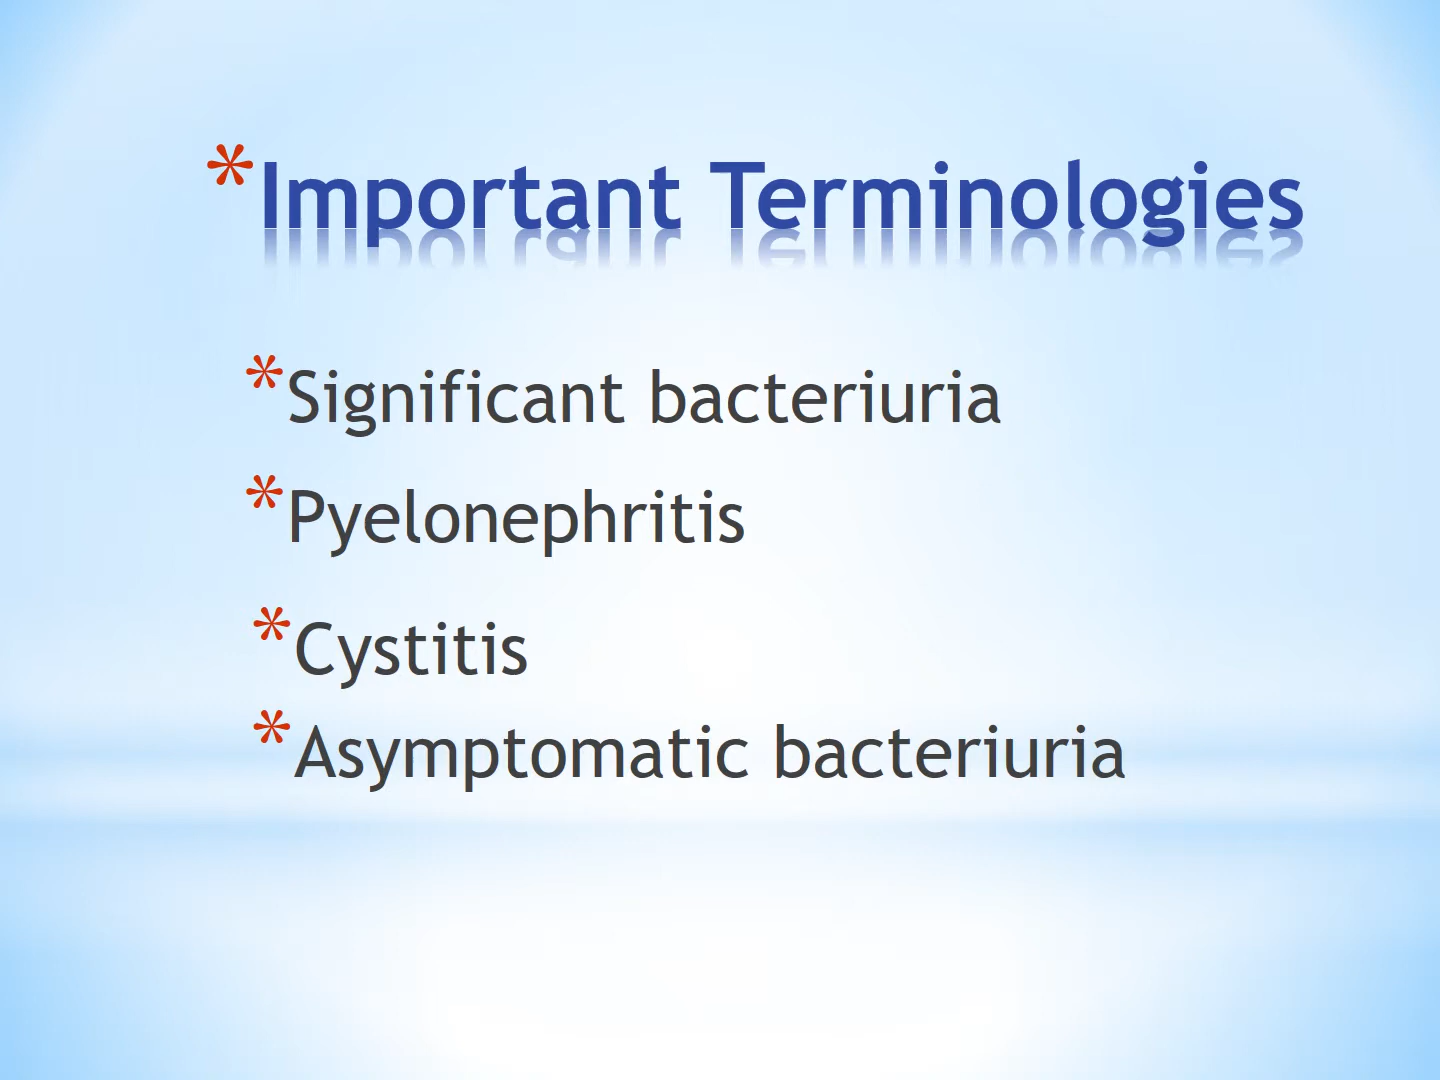 *Important Terminologies
*Significant bacteriuria
*Pyelonephritis
*Cystitis
*Asymptomatic bacteriuria